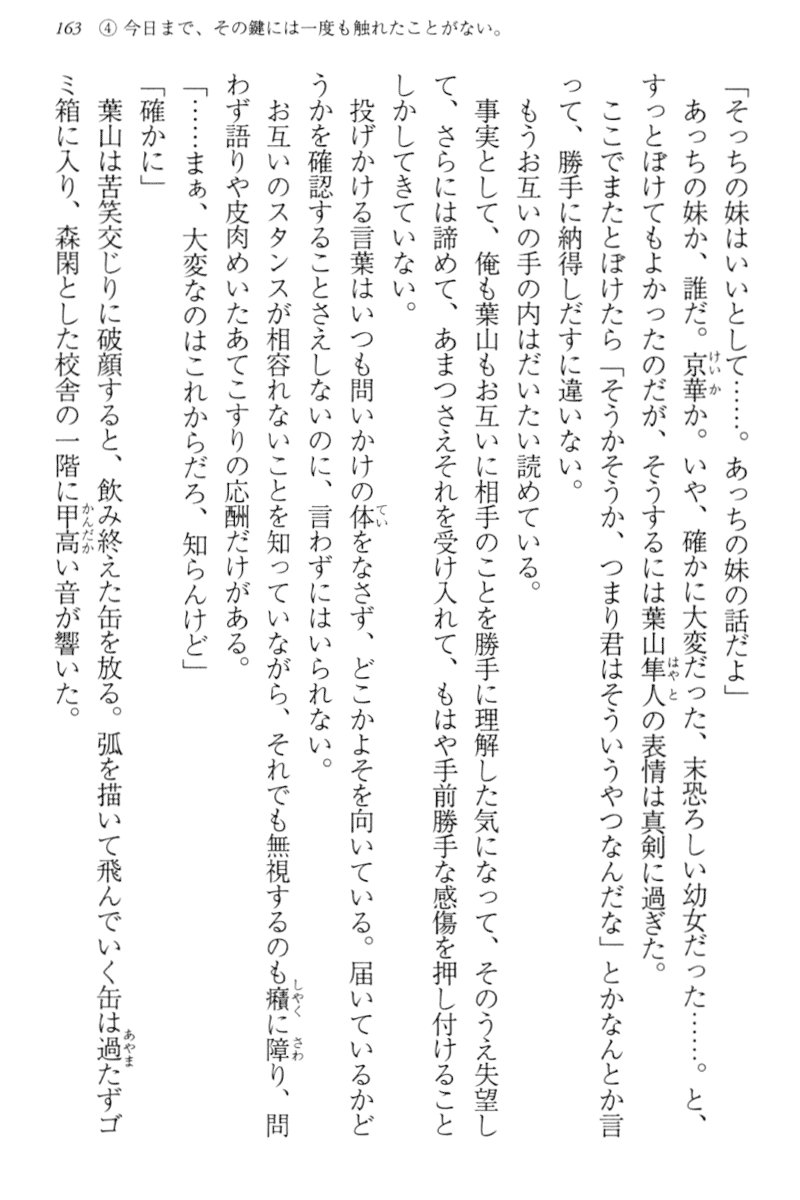 163 ④ 今日まで、その鍵には一度も触れたことがない。
「そっちの妹はいいとして……。あっちの妹の話だよ」
あっちの妹か、誰だ。京華か。いや、確かに大変だった、末恐ろしい幼女だった……。と、
すっとぼけてもよかったのだが、そうするには葉山隼人の表情は真剣に過ぎた。
ここでまたとぼけたら「そうかそうか、つまり君はそういうやつなんだな」とかなんとか言
って、勝手に納得しだすに違いない。
もうお互いの手の内はだいたい読めている。
事実として、俺も葉山もお互いに相手のことを勝手に理解した気になって、そのうえ失望し
て、さらには諦めて、あまつさえそれを受け入れて、もはや手前勝手な感傷を押し付けること
しかしてきていない。
投げかける言葉はいつも問いかけの体をなさず、どこかよそを向いている。届いているかど
うかを確認することさえしないのに、言わずにはいられない。
お互いのスタンスが相容れないことを知っていながら、それでも無視するのも癪に障り、問
わず語りや皮肉めいたあてこすりの応酬だけがある。
「……まぁ、大変なのはこれからだろ、知らんけど」
「確かに」
葉山は苦笑交じりに破顔すると、飲み終えた缶を放る。弧を描いて飛んでいく缶は過たずゴ
ミ箱に入り、森閑とした校舎の一階に甲高い音が響いた。